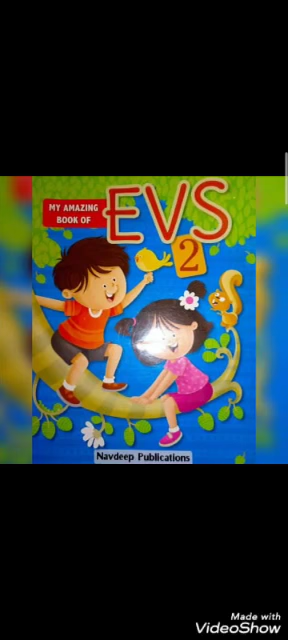 MY AMAZING
BOOK OF
EVS
2
Navdeep Publications
Made with
VideoShow